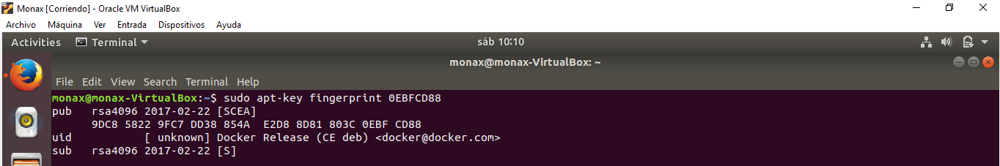 Monax [Corriendo] - Oracle VM VirtualBox
Archivo Máquina Ver Entrada Dispositivos Ayuda
Activities Terminal sáb 10:10
monax@monax-VirtualBox: ~
File Edit View Search Terminal Help
monax@monax-VirtualBox:~$ sudo apt-key fingerprint 0EBFCD88
pub rsa4096 2017-02-22 [SCEA]
9DC8 5822 9FC7 DD38 854A E2D8 8D81 803C 0EBF CD88
uid [ unknown] Docker Release (CE deb) <docker@docker.com>
sub rsa4096 2017-02-22 [S]